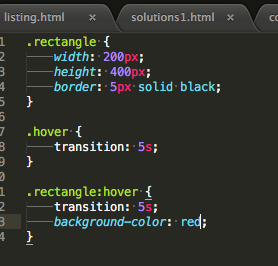 listing.html × solutions1.html × co
1 .rectangle {
2 width: 200px;
3 height: 400px;
4 border: 5px solid black;
5 }
6
7 .hover {
8 transition: 5s;
9 }
0
1 .rectangle:hover {
2 transition: 5s;
3 background-color: red;
4 }